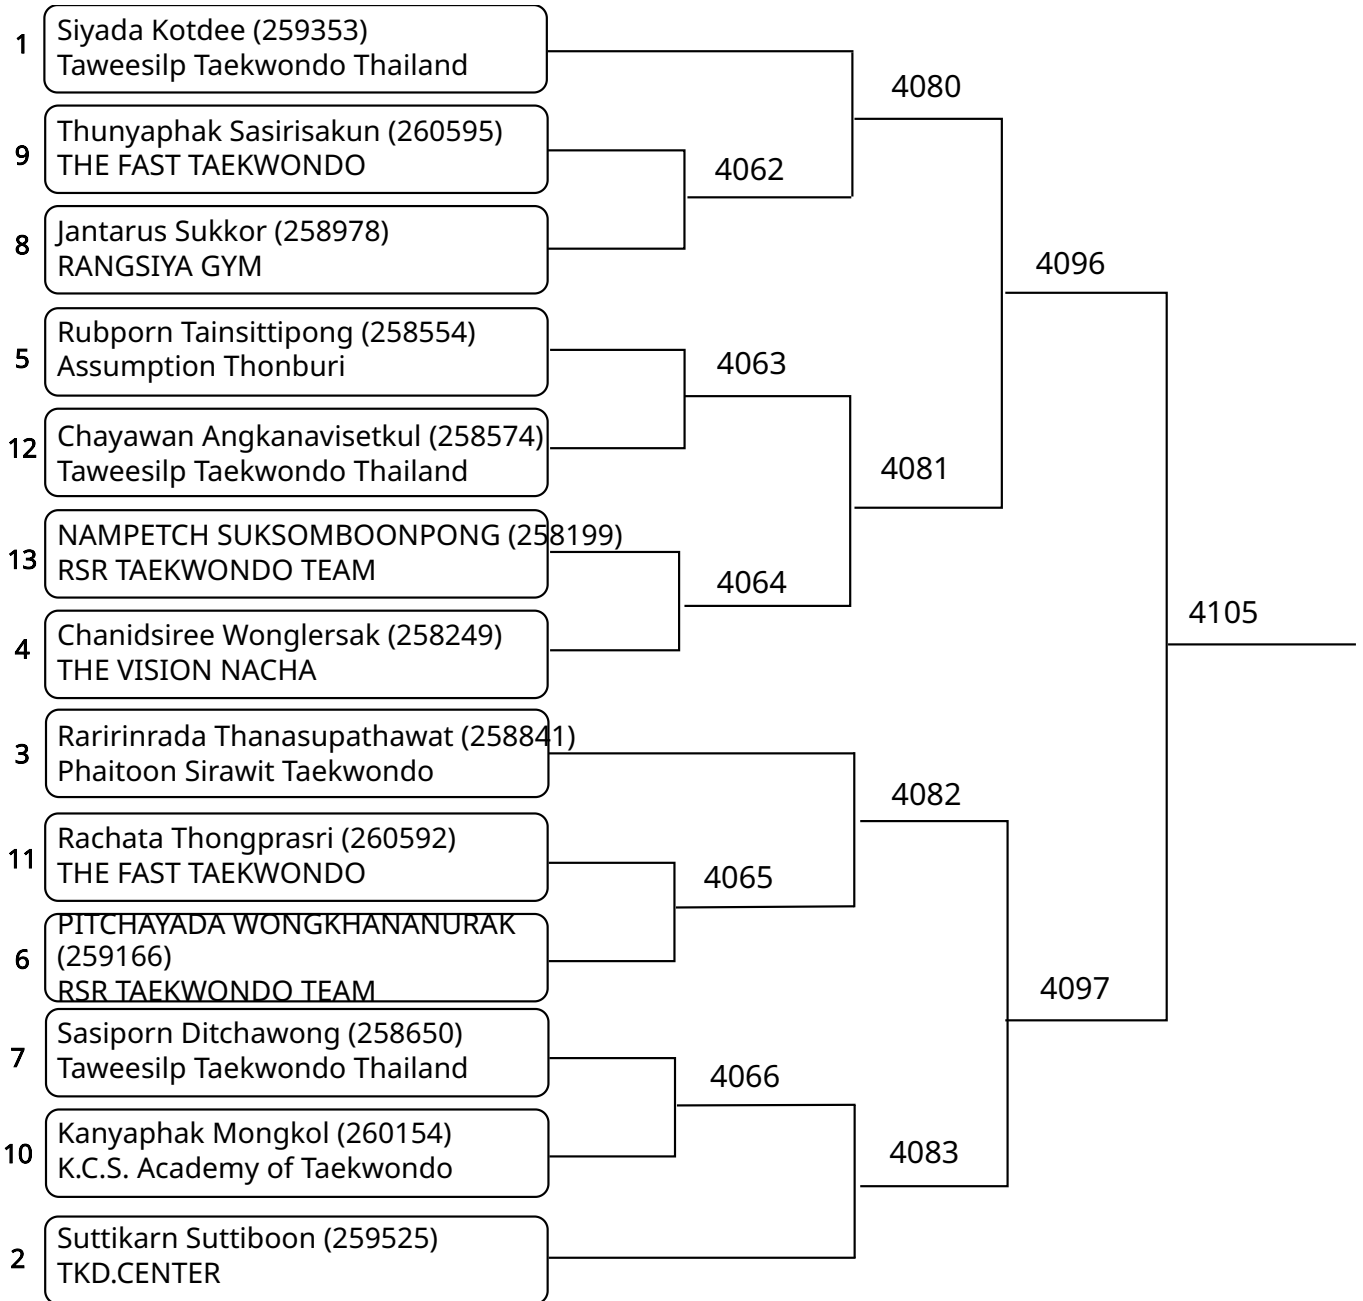 1
Siyada Kotdee (259353)
Taweesilp Taekwondo Thailand
4080
9
Thunyaphak Sasirisakun (260595)
THE FAST TAEKWONDO
4062
8
Jantarus Sukkor (258978)
RANGSIYA GYM
4096
5
Rubporn Tainsittipong (258554)
Assumption Thonburi
4063
12
Chayawan Angkanavisetkul (258574)
Taweesilp Taekwondo Thailand
4081
13
NAMPETCH SUKSOMBOONPONG (258199)
RSR TAEKWONDO TEAM
4064
4
Chanidsiree Wonglersak (258249)
THE VISION NACHA
4105
3
Raririnrada Thanasupathawat (258841)
Phaitoon Sirawit Taekwondo
4082
11
Rachata Thongprasri (260592)
THE FAST TAEKWONDO
4065
6
PITCHAYADA WONGKHANANURAK
(259166)
RSR TAEKWONDO TEAM
4097
7
Sasiporn Ditchawong (258650)
Taweesilp Taekwondo Thailand
4066
10
Kanyaphak Mongkol (260154)
K.C.S. Academy of Taekwondo
4083
2
Suttikarn Suttiboon (259525)
TKD.CENTER